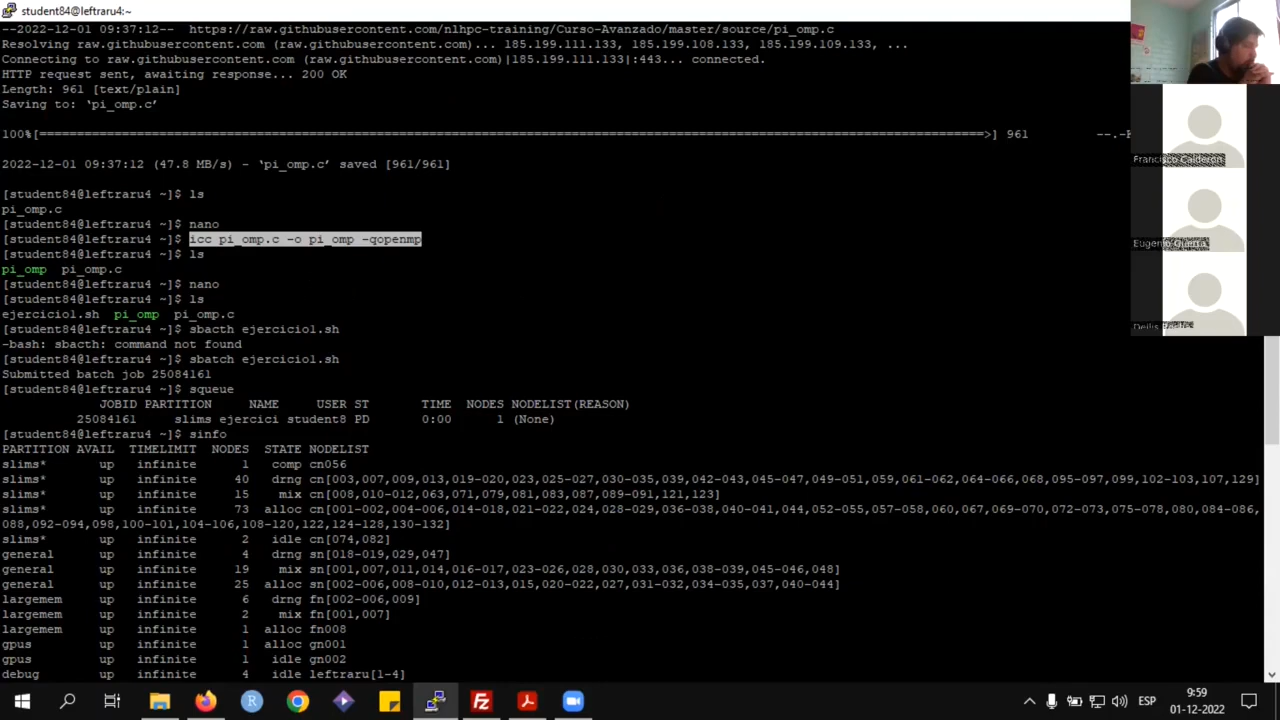 student84@leftraru4:~
--2022-12-01 09:37:12--  https://raw.githubusercontent.com/nlhpc-training/Curso-Avanzado/master/source/pi_omp.c
Resolving raw.githubusercontent.com (raw.githubusercontent.com)... 185.199.111.133, 185.199.108.133, 185.199.109.133, ...
Connecting to raw.githubusercontent.com (raw.githubusercontent.com)|185.199.111.133|:443... connected.
HTTP request sent, awaiting response... 200 OK
Length: 961 [text/plain]
Saving to: ‘pi_omp.c’
100%[==============================================================================>] 961 --.-K
2022-12-01 09:37:12 (47.8 MB/s) - ‘pi_omp.c’ saved [961/961]
[student84@leftraru4 ~]$ ls
pi_omp.c
[student84@leftraru4 ~]$ nano
[student84@leftraru4 ~]$ icc pi_omp.c -o pi_omp -qopenmp
[student84@leftraru4 ~]$ ls
pi_omp  pi_omp.c
[student84@leftraru4 ~]$ nano
[student84@leftraru4 ~]$ ls
ejercicio1.sh  pi_omp  pi_omp.c
[student84@leftraru4 ~]$ sbacth ejercicio1.sh
-bash: sbacth: command not found
[student84@leftraru4 ~]$ sbatch ejercicio1.sh
Submitted batch job 25084161
[student84@leftraru4 ~]$ squeue
JOBID PARTITION NAME USER ST TIME NODES NODELIST(REASON)
25084161 slims ejercici student8 PD 0:00 1 (None)
[student84@leftraru4 ~]$ sinfo
PARTITION AVAIL TIMELIMIT NODES STATE NODELIST
slims* up infinite 1 comp cn056
slims* up infinite 40 drng cn[003,007,009,013,019-020,023,025-027,030-035,039,042-043,045-047,049-051,059,061-062,064-066,068,095-097,099,102-103,107,129]
slims* up infinite 15 mix cn[008,010-012,063,071,079,081,083,087,089-091,121,123]
slims* up infinite 73 alloc cn[001-002,004-006,014-018,021-022,024,028-029,036-038,040-041,044,052-055,057-058,060,067,069-070,072-073,075-078,080,084-086,
088,092-094,098,100-101,104-106,108-120,122,124-128,130-132]
slims* up infinite 2 idle cn[074,082]
general up infinite 4 drng sn[018-019,029,047]
general up infinite 19 mix sn[001,007,011,014,016-017,023-026,028,030,033,036,038-039,045-046,048]
general up infinite 25 alloc sn[002-006,008-010,012-013,015,020-022,027,031-032,034-035,037,040-044]
largemem up infinite 6 drng fn[002-006,009]
largemem up infinite 2 mix fn[001,007]
largemem up infinite 1 alloc fn008
gpus up infinite 1 alloc gn001
gpus up infinite 1 idle gn002
debug up infinite 4 idle leftraru[1-4]
Francisco Calderón
Eugenio Guerra
ESP
9:59
01-12-2022